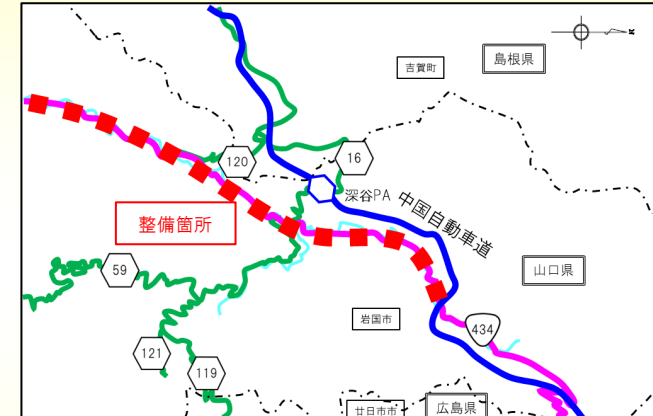 N
島根県
吉賀町
16
120
深谷PA
中国自動車道
整備箇所
山口県
59
岩国市
434
121
119
廿日市市
広島県